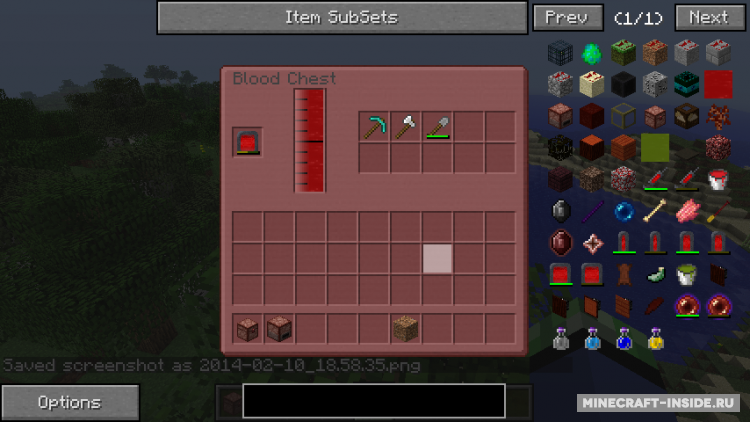 Item SubSets
Prev
(1/1)
Next
Blood Chest
Saved screenshot as 2014-02-10_18.58.35.png
Options
MINECRAFT-INSIDE.RU